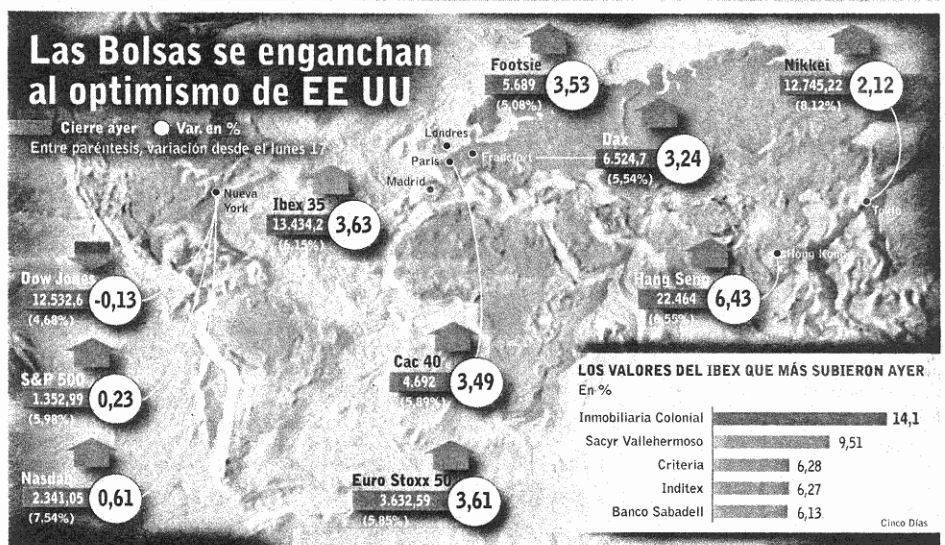 Las Bolsas se enganchan
al optimismo de EE UU
Cierre ayer Var. en %
Entre paréntesis, variación desde el lunes 17
Footsie
5.689
3,53
(5,08%)
Nikkei
12.745,22
2,12
(8,12%)
Londres
París
Francfort
Madrid
Dax
6.524,7
3,24
(5,54%)
Nueva
York
Ibex 35
13.434,2
3,63
(6,15%)
Tokio
Hong Kong
Dow Jones
12.532,6
-0,13
(4,68%)
Hang Seng
22.464
6,43
(6,55%)
S&P 500
1.352,99
0,23
(5,98%)
Cac 40
4.692
3,49
(5,89%)
Nasdaq
2.341,05
0,61
(7,54%)
Euro Stoxx 50
3.632,59
3,61
(5,85%)
LOS VALORES DEL IBEX QUE MÁS SUBIERON AYER
En %
Inmobiliaria Colonial 14,1
Sacyr Vallehermoso 9,51
Criteria 6,28
Inditex 6,27
Banco Sabadell 6,13
Cinco Días